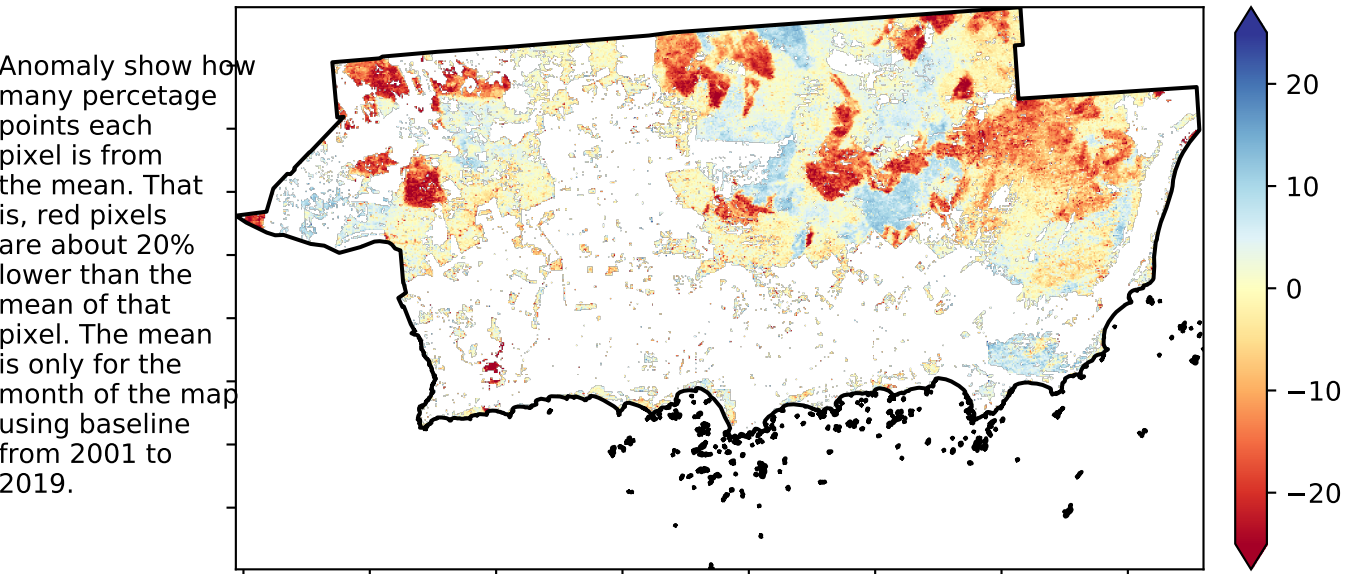 Anomaly show how
many percetage
points each
pixel is from
the mean. That
is, red pixels
are about 20%
lower than the
mean of that
pixel. The mean
is only for the
month of the map
using baseline
from 2001 to
2019.
20
10
0
−10
−20